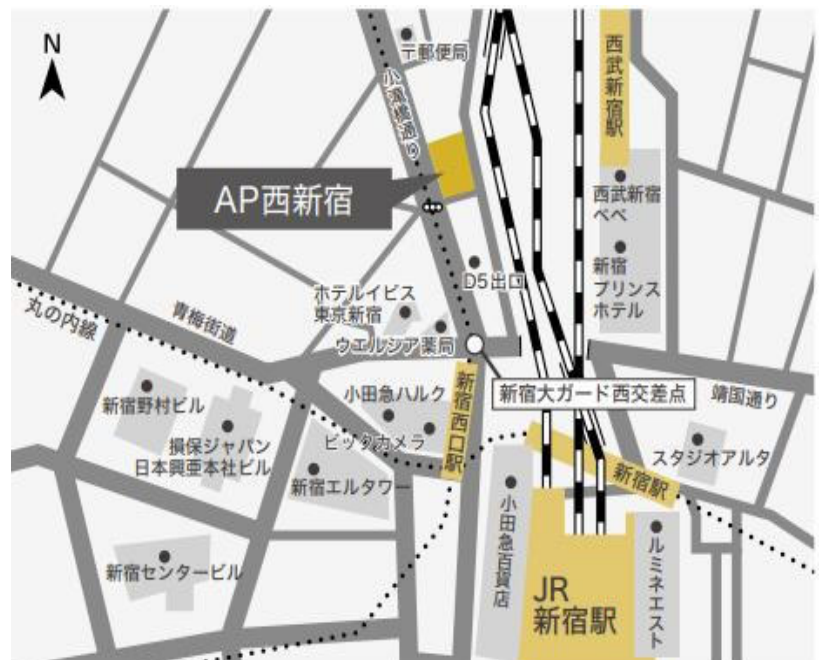 N
〒郵便局
小滝橋通り
西武新宿駅
AP西新宿
西武新宿
ペペ
新宿
プリンス
ホテル
D5出口
ホテルイビス
東京新宿
ウエルシア薬局
丸の内線
青梅街道
新宿大ガード西交差点
靖国通り
新宿西口駅
小田急ハルク
ビックカメラ
新宿野村ビル
損保ジャパン
日本興亜本社ビル
新宿エルタワー
スタジオアルタ
新宿駅
小田急百貨店
新宿センタービル
JR
新宿駅
ルミネエスト